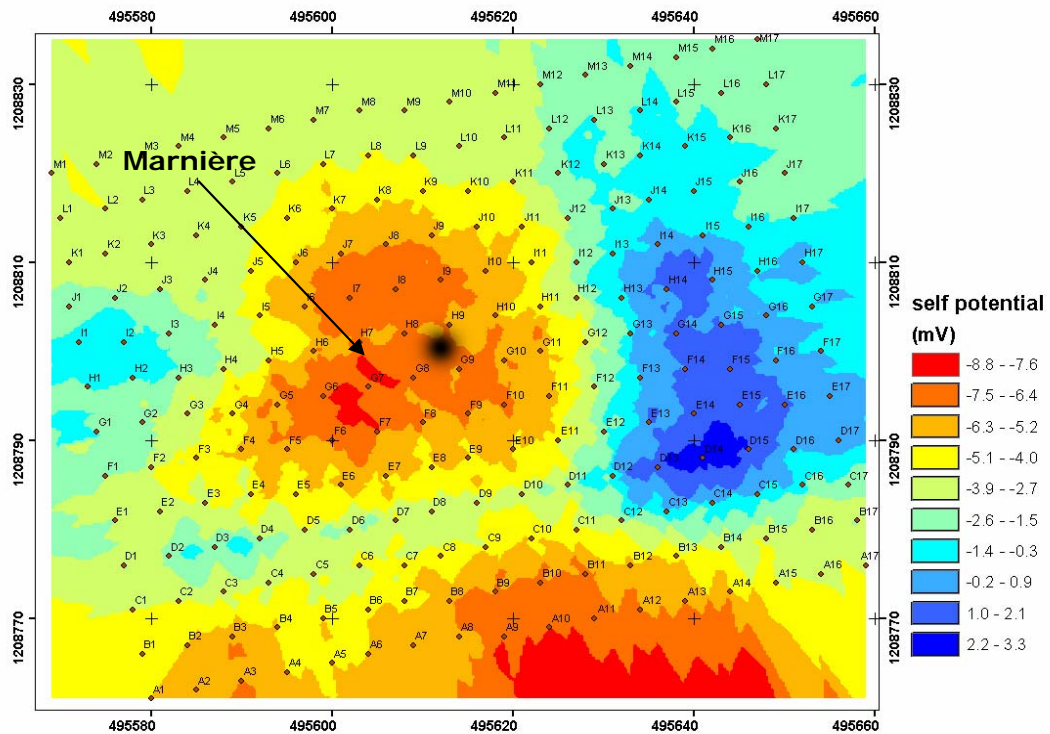 495580 495600 495620 495640 495660
M17
M16
M15
M14
M13
M12
M11
M10
M9
M8
M7
M6
M5
M4
M3
M2
M1
1208830
1208810
1208790
1208770
L17
L16
L15
L14
L13
L12
L11
L10
L9
L8
L7
L6
L5
L4
L3
L2
L1
Marnière
K17
K16
K15
K14
K13
K12
K11
K10
K9
K8
K7
K5
K4
K3
K2
K1
J17
J16
J15
J14
J13
J11
J10
J9
J8
J7
J6
J5
J4
J3
J2
J1
I17
I16
I15
I14
I13
I12
I11
I10
I9
I8
I7
I5
I4
I3
I2
I1
H17
H16
H15
H14
H13
H12
H11
H10
H9
H8
H7
H6
H5
H4
H3
H2
H1
G17
G16
G15
G14
G13
G12
G11
G10
G9
G8
G7
G6
G5
G4
G3
G2
G1
F17
F16
F15
F14
F13
F12
F11
F10
F9
F8
F7
F6
F5
F4
F3
F2
F1
E17
E16
E15
E14
E13
E11
E10
E9
E8
E7
E6
E5
E4
E3
E2
E1
D17
D16
D15
D14
D13
D12
D11
D10
D9
D8
D7
D6
D5
D4
D3
D2
D1
C17
C16
C15
C14
C13
C12
C11
C10
C9
C8
C7
C6
C5
C4
C3
C2
C1
B17
B16
B15
B14
B13
B12
B11
B10
B9
B8
B7
B6
B5
B4
B3
B2
B1
A17
A16
A15
A14
A13
A12
A11
A10
A9
A8
A7
A6
A5
A4
A3
A2
A1
1208830
1208810
1208790
1208770
495580 495600 495620 495640 495660
self potential
(mV)
-8.8 - -7.6
-7.5 - -6.4
-6.3 - -5.2
-5.1 - -4.0
-3.9 - -2.7
-2.6 - -1.5
-1.4 - -0.3
-0.2 - 0.9
1.0 - 2.1
2.2 - 3.3